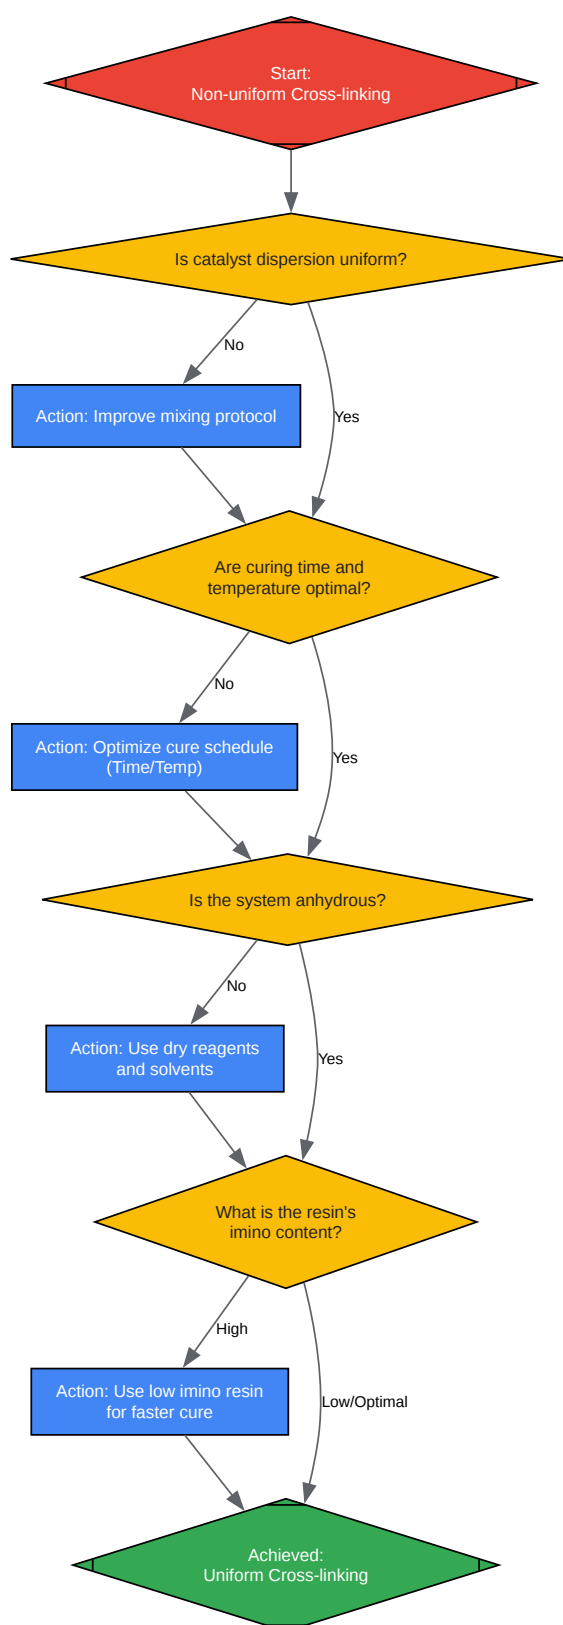 Start:
Non-uniform Cross-linking
Is catalyst dispersion uniform?
No
Action: Improve mixing protocol
Yes
Are curing time and
temperature optimal?
No
Action: Optimize cure schedule
(Time/Temp)
Yes
Is the system anhydrous?
No
Action: Use dry reagents
and solvents
Yes
What is the resin's
imino content?
High
Action: Use low imino resin
for faster cure
Low/Optimal
Achieved:
Uniform Cross-linking